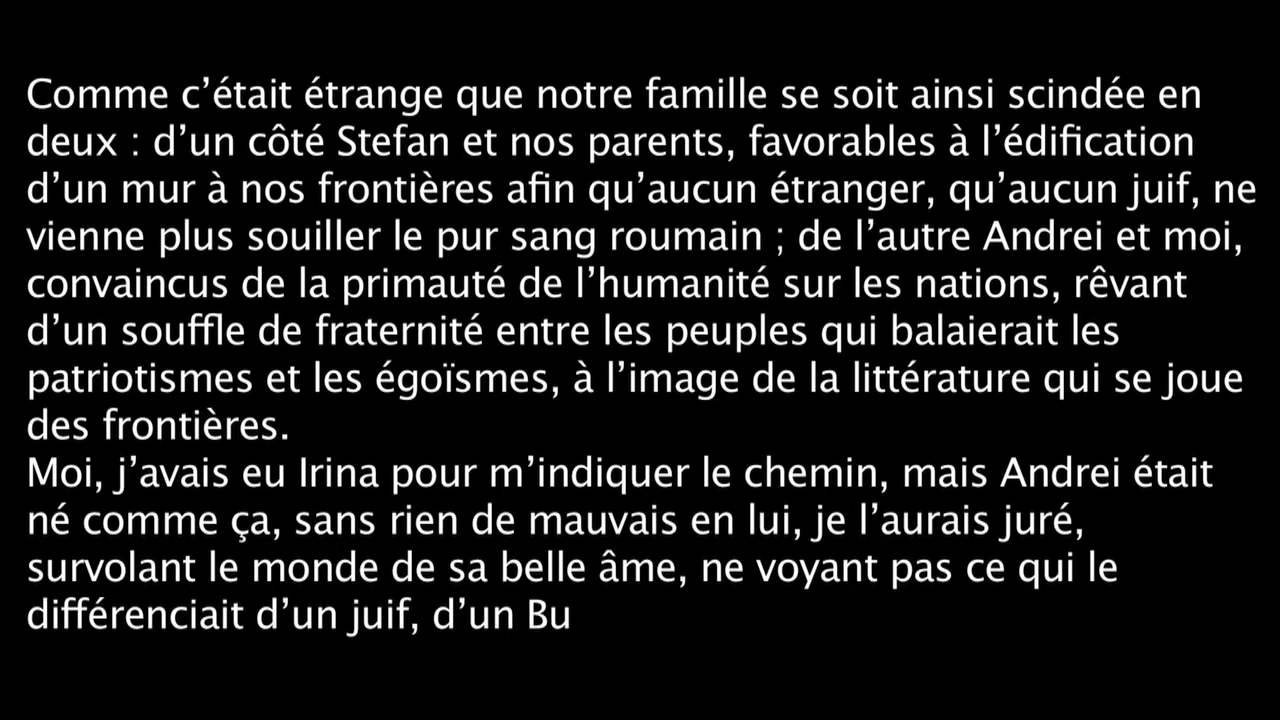 Comme c’était étrange que notre famille se soit ainsi scindée en
deux : d’un côté Stefan et nos parents, favorables à l’édification
d’un mur à nos frontières afin qu’aucun étranger, qu’aucun juif, ne
vienne plus souiller le pur sang roumain ; de l’autre Andrei et moi,
convaincus de la primauté de l’humanité sur les nations, rêvant
d’un souffle de fraternité entre les peuples qui balaierait les
patriotismes et les égoïsmes, à l’image de la littérature qui se joue
des frontières.
Moi, j’avais eu Irina pour m’indiquer le chemin, mais Andrei était
né comme ça, sans rien de mauvais en lui, je l’aurais juré,
survolant le monde de sa belle âme, ne voyant pas ce qui le
différenciait d’un juif, d’un Bu